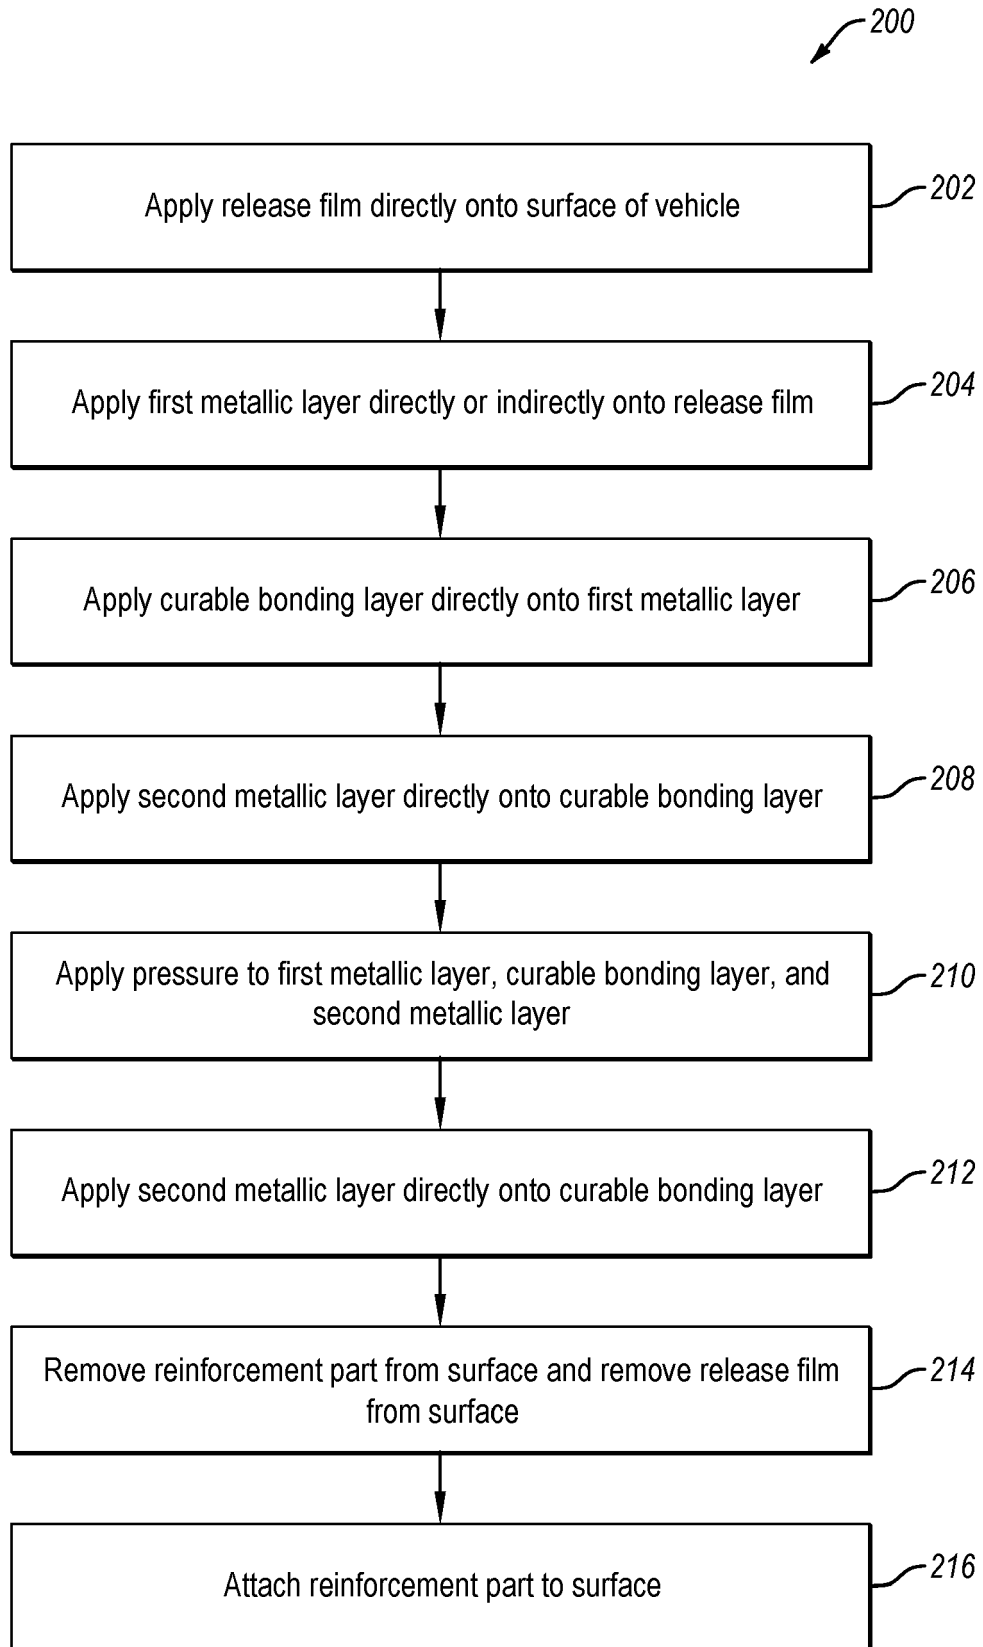 200
Apply release film directly onto surface of vehicle
202
Apply first metallic layer directly or indirectly onto release film
204
Apply curable bonding layer directly onto first metallic layer
206
Apply second metallic layer directly onto curable bonding layer
208
Apply pressure to first metallic layer, curable bonding layer, and
second metallic layer
210
Apply second metallic layer directly onto curable bonding layer
212
Remove reinforcement part from surface and remove release film
from surface
214
Attach reinforcement part to surface
216